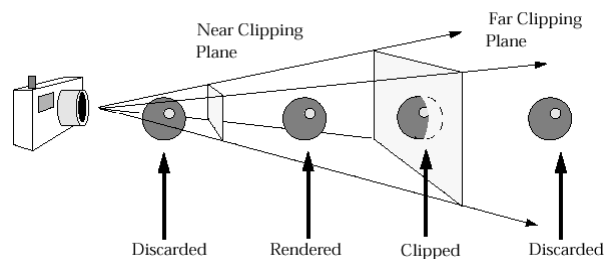 Near Clipping
Plane
Far Clipping
Plane
Discarded
Rendered
Clipped
Discarded